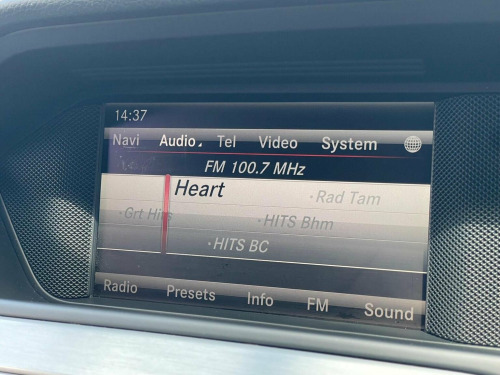 14:37
Navi Audio Tel Video System
FM 100.7 MHz
Heart ·Rad Tam
·Grt Hits ·HITS Bhm
·HITS BC
Radio Presets Info FM Sound